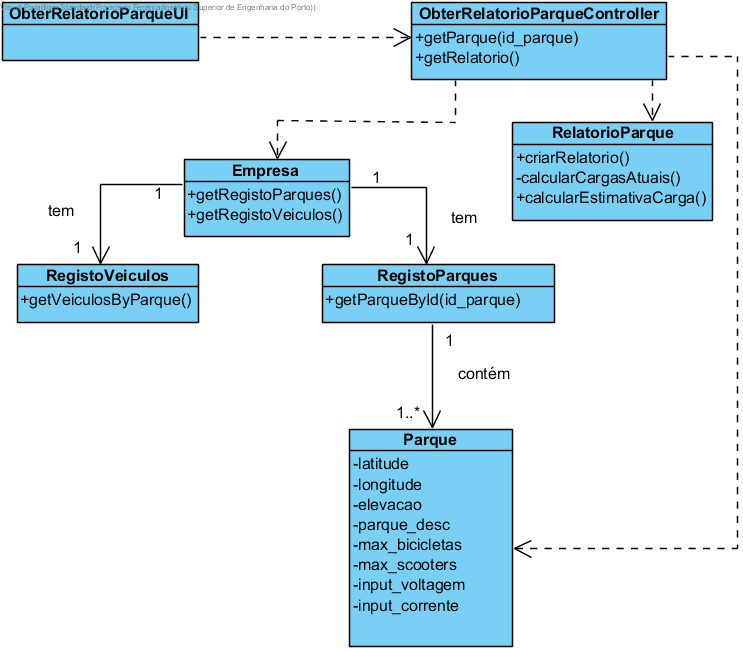 ObterRelatorioParqueUI
ObterRelatorioParqueController
+getParque(id_parque)
+getRelatorio()
RelatorioParque
+criarRelatorio()
-calcularCargasAtuais()
+calcularEstimativaCarga()
Empresa
+getRegistoParques()
+getRegistoVeiculos()
1
tem
1
1
tem
1
RegistoVeiculos
+getVeiculosByParque()
RegistoParques
+getParqueById(id_parque)
1
contém
1..*
Parque
-latitude
-longitude
-elevacao
-parque_desc
-max_bicicletas
-max_scooters
-input_voltagem
-input_corrente
Superior de Engenharia do Porto))